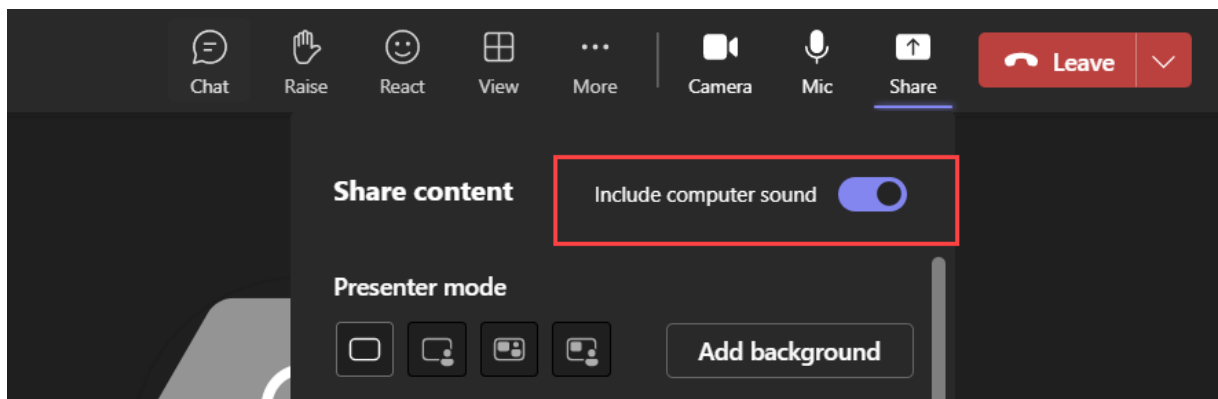 Chat Raise React View More Camera Mic Share Leave
Share content Include computer sound
Presenter mode
Add background